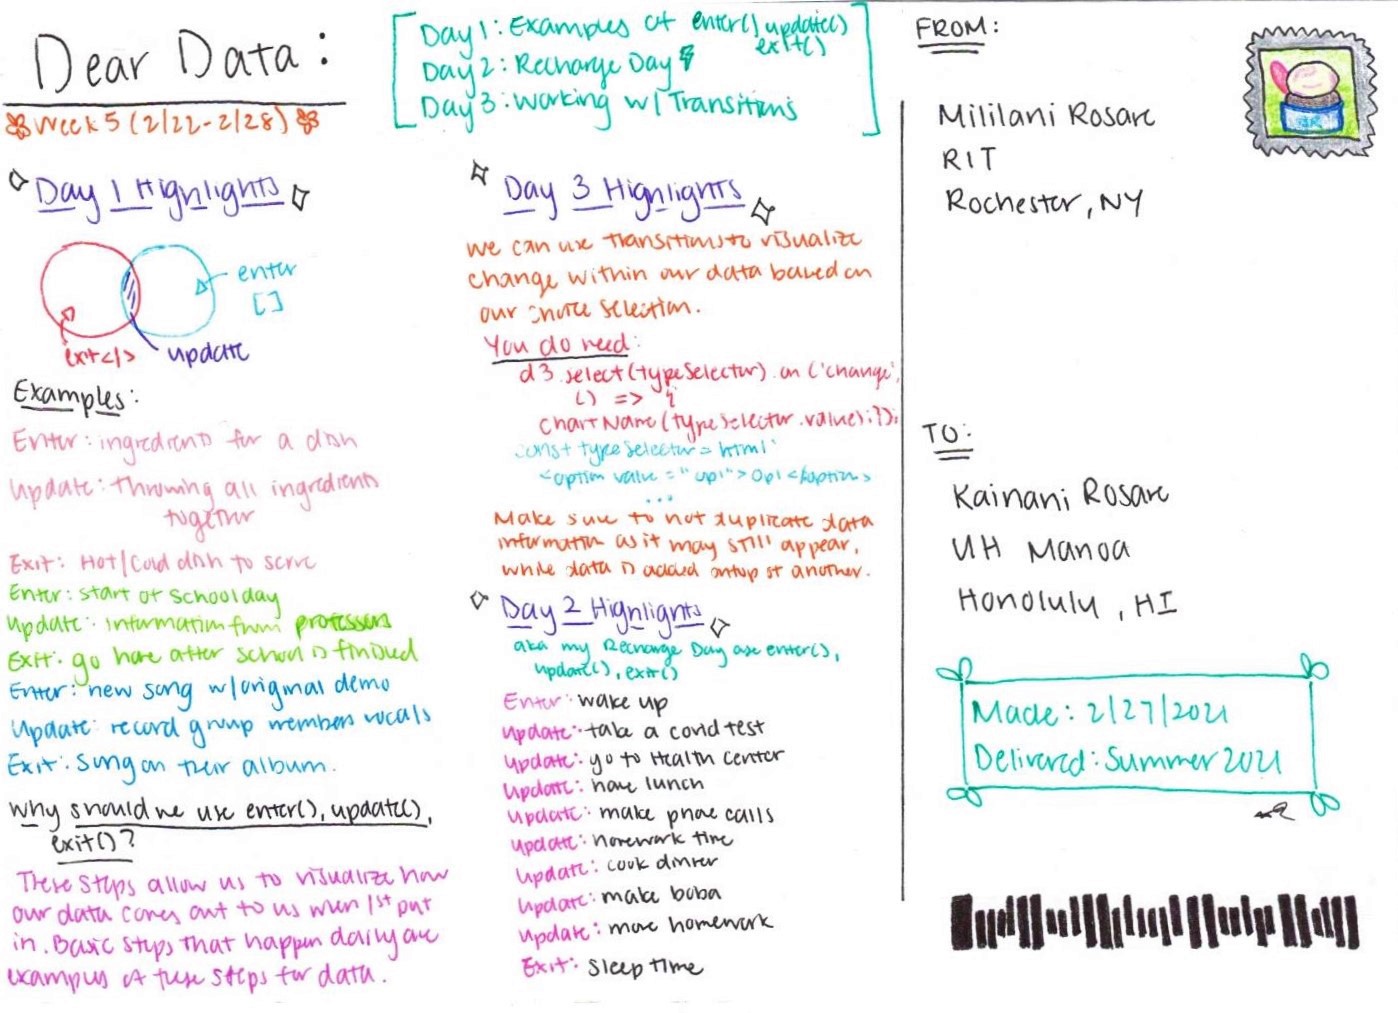 Dear Data:
Week 5 (2/22-2/28)
Day 1: Examples of enter() update()
exit()
Day 2: Recharge Day
Day 3: Working w/ Transitions
Day 1 Highlights
enter
[]
exit</>
update
Examples:
Enter: ingredients for a dish
Update: Throwing all ingredients
together
Exit: Hot/Cold dish to serve
Enter: start of school day
Update: information from professors
Exit: go home after school is finished
Enter: new song w/original demo
Update: record group members vocals
Exit: Song on their album.
Why should we use enter(), update(),
exit()?
These steps allow us to visualize how
our data comes out to us when 1st put
in. Basic steps that happen daily are
examples of these steps for data.
Day 3 Highlights
we can use transitions to visualize
change within our data based on
our choice selection.
You do need:
d3.select(typeSelector).on('change',
() => {
chartName(typeSelector.value);});
const typeSelector = html`
<option value = "op1">Op1</option>
...
Make sure to not duplicate data
information as it may still appear,
while data is added ontop of another.
Day 2 Highlights
aka my Recharge Day as enter(),
update(), exit()
Enter: wake up
Update: take a covid test
Update: go to Health Center
Update: have lunch
Update: make phone calls
Update: homework time
Update: cook dinner
Update: make boba
Update: more homework
Exit: sleep time
FROM:
Mililani Rosare
RIT
Rochester, NY
TO:
Kainani Rosare
UH Manoa
Honolulu, HI
Made: 2/27/2021
Delivered: Summer 2021